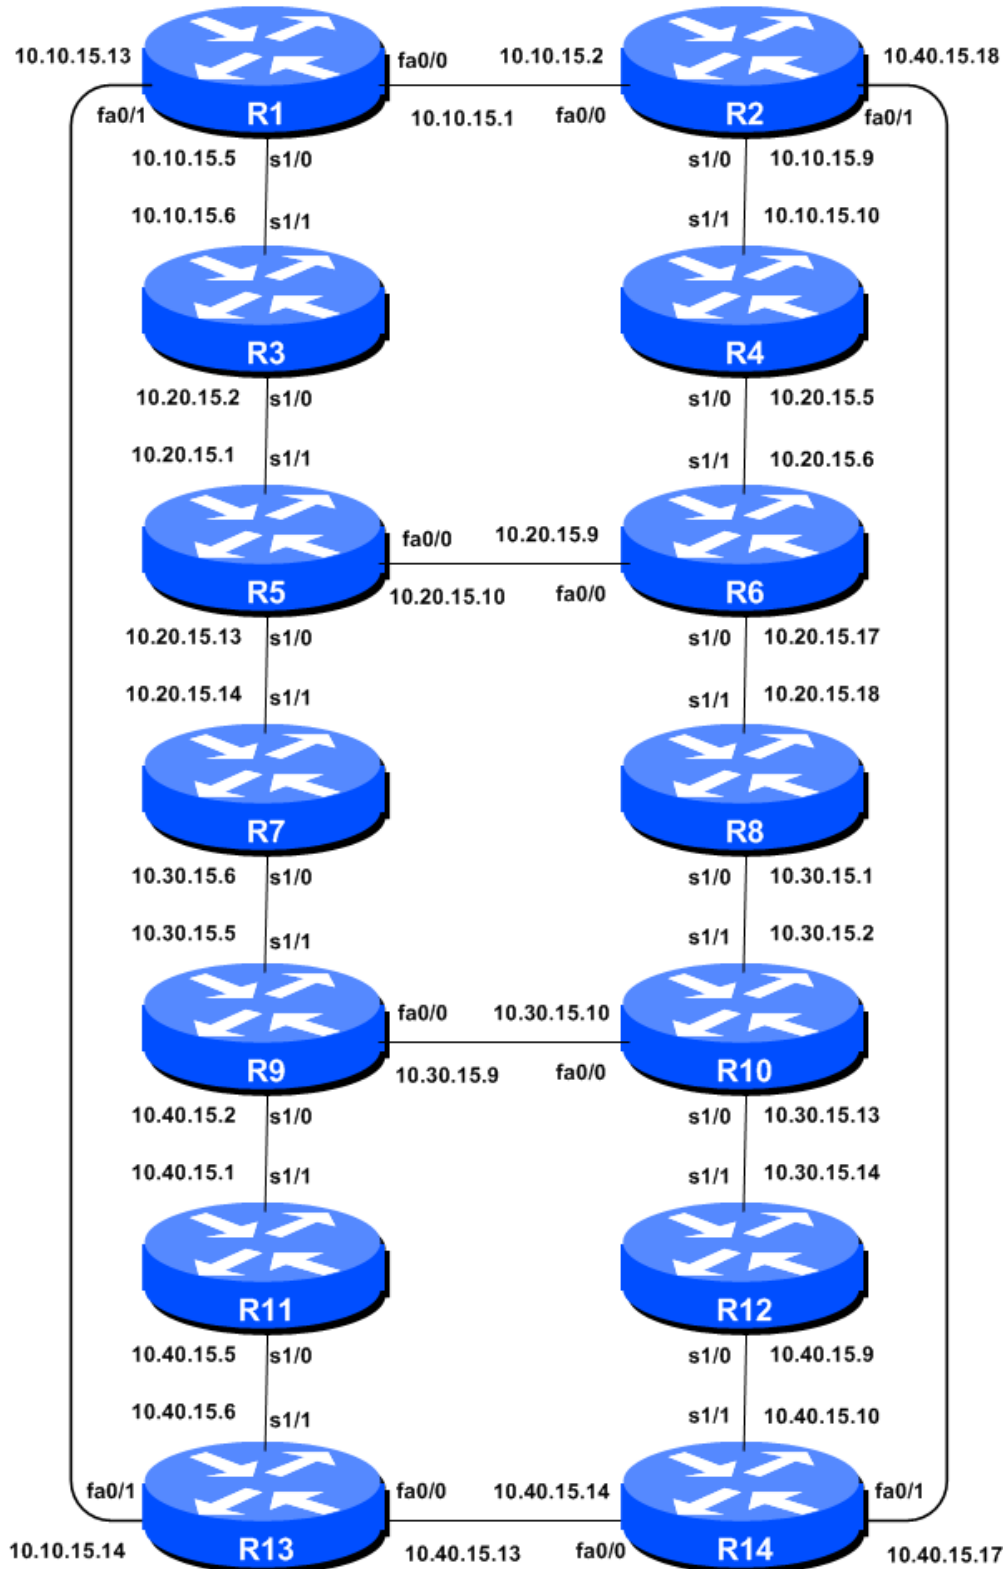 10.10.15.13 fa0/0 10.10.15.2 10.40.15.18
fa0/1 R1 10.10.15.1 fa0/0 R2 fa0/1
10.10.15.5 s1/0 s1/0 10.10.15.9
10.10.15.6 s1/1 s1/1 10.10.15.10
R3 R4
10.20.15.2 s1/0 s1/0 10.20.15.5
10.20.15.1 s1/1 s1/1 10.20.15.6
fa0/0 10.20.15.9
R5 10.20.15.10 fa0/0 R6
10.20.15.13 s1/0 s1/0 10.20.15.17
10.20.15.14 s1/1 s1/1 10.20.15.18
R7 R8
10.30.15.6 s1/0 s1/0 10.30.15.1
10.30.15.5 s1/1 s1/1 10.30.15.2
fa0/0 10.30.15.10
R9 10.30.15.9 fa0/0 R10
10.40.15.2 s1/0 s1/0 10.30.15.13
10.40.15.1 s1/1 s1/1 10.30.15.14
R11 R12
10.40.15.5 s1/0 s1/0 10.40.15.9
10.40.15.6 s1/1 s1/1 10.40.15.10
fa0/1 fa0/0 10.40.15.14 fa0/1
10.10.15.14 R13 10.40.15.13 fa0/0 R14 10.40.15.17